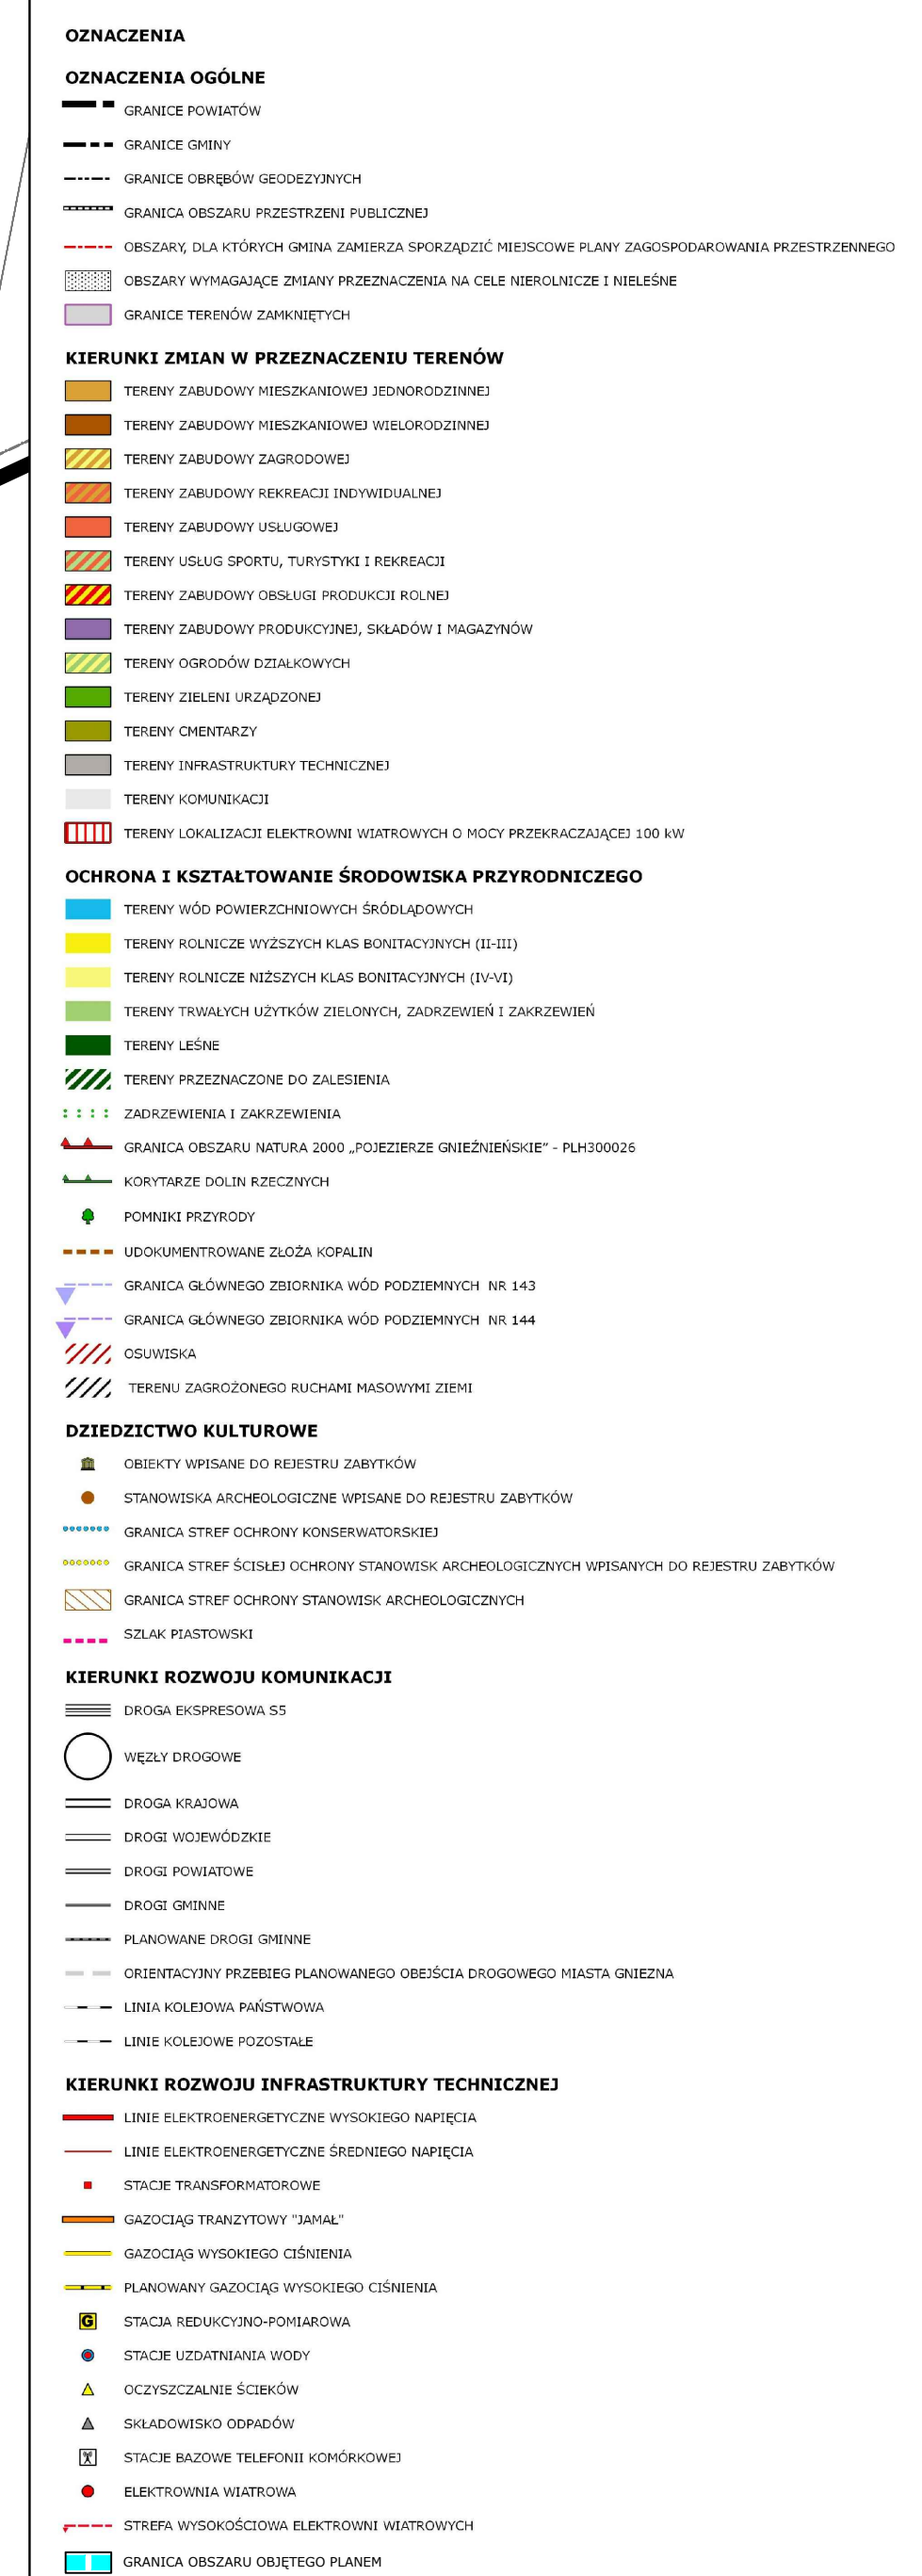 OZNACZENIA
OZNACZENIA OGÓLNE
GRANICE POWIATÓW
GRANICE GMINY
GRANICE OBRĘBÓW GEODEZYJNYCH
GRANICA OBSZARU PRZESTRZENI PUBLICZNEJ
OBSZARY, DLA KTÓRYCH GMINA ZAMIERZA SPORZĄDZIĆ MIEJSCOWE PLANY ZAGOSPODAROWANIA PRZESTRZENNEGO
OBSZARY WYMAGAJĄCE ZMIANY PRZEZNACZENIA NA CELE NIEROLNICZE I NIELEŚNE
GRANICE TERENÓW ZAMKNIĘTYCH
KIERUNKI ZMIAN W PRZEZNACZENIU TERENÓW
TERENY ZABUDOWY MIESZKANIOWEJ JEDNORODZINNEJ
TERENY ZABUDOWY MIESZKANIOWEJ WIELORODZINNEJ
TERENY ZABUDOWY ZAGRODOWEJ
TERENY ZABUDOWY REKREACJI INDYWIDUALNEJ
TERENY ZABUDOWY USŁUGOWEJ
TERENY USŁUG SPORTU, TURYSTYKI I REKREACJI
TERENY ZABUDOWY OBSŁUGI PRODUKCJI ROLNEJ
TERENY ZABUDOWY PRODUKCYJNEJ, SKŁADÓW I MAGAZYNÓW
TERENY OGRODÓW DZIAŁKOWYCH
TERENY ZIELENI URZĄDZONEJ
TERENY CMENTARZY
TERENY INFRASTRUKTURY TECHNICZNEJ
TERENY KOMUNIKACJI
TERENY LOKALIZACJI ELEKTROWNI WIATROWYCH O MOCY PRZEKRACZAJĄCEJ 100 kW
OCHRONA I KSZTAŁTOWANIE ŚRODOWISKA PRZYRODNICZEGO
TERENY WÓD POWIERZCHNIOWYCH ŚRÓDLĄDOWYCH
TERENY ROLNICZE WYŻSZYCH KLAS BONITACYJNYCH (II-III)
TERENY ROLNICZE NIŻSZYCH KLAS BONITACYJNYCH (IV-VI)
TERENY TRWAŁYCH UŻYTKÓW ZIELONYCH, ZADRZEWIEŃ I ZAKRZEWIEŃ
TERENY LEŚNE
TERENY PRZEZNACZONE DO ZALESIENIA
ZADRZEWIENIA I ZAKRZEWIENIA
GRANICA OBSZARU NATURA 2000 „POJEZIERZE GNIEŹNIEŃSKIE” - PLH300026
KORYTARZE DOLIN RZECZNYCH
POMNIKI PRZYRODY
UDOKUMENTROWANE ZŁOŻA KOPALIN
GRANICA GŁÓWNEGO ZBIORNIKA WÓD PODZIEMNYCH NR 143
GRANICA GŁÓWNEGO ZBIORNIKA WÓD PODZIEMNYCH NR 144
OSUWISKA
TERENU ZAGROŻONEGO RUCHAMI MASOWYMI ZIEMI
DZIEDZICTWO KULTUROWE
OBIEKTY WPISANE DO REJESTRU ZABYTKÓW
STANOWISKA ARCHEOLOGICZNE WPISANE DO REJESTRU ZABYTKÓW
GRANICA STREF OCHRONY KONSERWATORSKIEJ
GRANICA STREF ŚCISŁEJ OCHRONY STANOWISK ARCHEOLOGICZNYCH WPISANYCH DO REJESTRU ZABYTKÓW
GRANICA STREF OCHRONY STANOWISK ARCHEOLOGICZNYCH
SZLAK PIASTOWSKI
KIERUNKI ROZWOJU KOMUNIKACJI
DROGA EKSPRESOWA S5
WĘZŁY DROGOWE
DROGA KRAJOWA
DROGI WOJEWÓDZKIE
DROGI POWIATOWE
DROGI GMINNE
PLANOWANE DROGI GMINNE
ORIENTACYJNY PRZEBIEG PLANOWANEGO OBEJŚCIA DROGOWEGO MIASTA GNIEZNA
LINIA KOLEJOWA PAŃSTWOWA
LINIE KOLEJOWE POZOSTAŁE
KIERUNKI ROZWOJU INFRASTRUKTURY TECHNICZNEJ
LINIE ELEKTROENERGETYCZNE WYSOKIEGO NAPIĘCIA
LINIE ELEKTROENERGETYCZNE ŚREDNIEGO NAPIĘCIA
STACJE TRANSFORMATOROWE
GAZOCIĄG TRANZYTOWY "JAMAŁ"
GAZOCIĄG WYSOKIEGO CIŚNIENIA
PLANOWANY GAZOCIĄG WYSOKIEGO CIŚNIENIA
G STACJA REDUKCYJNO-POMIAROWA
STACJE UZDATNIANIA WODY
OCZYSZCZALNIE ŚCIEKÓW
SKŁADOWISKO ODPADÓW
STACJE BAZOWE TELEFONII KOMÓRKOWEJ
ELEKTROWNIA WIATROWA
STREFA WYSOKOŚCIOWA ELEKTROWNI WIATROWYCH
GRANICA OBSZARU OBJĘTEGO PLANEM